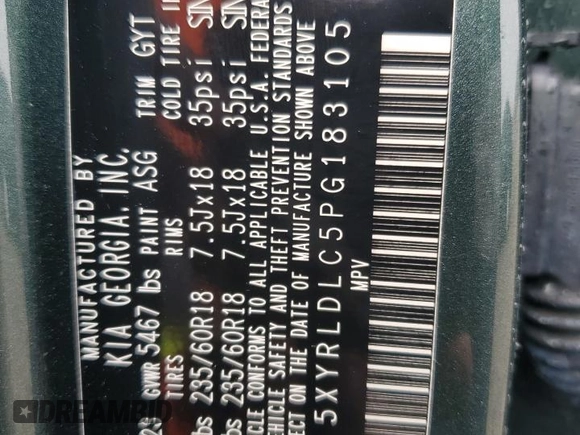 MANUFACTURED BY
KIA GEORGIA, INC.
GVWR 5467 lbs PAINT ASG TRIM GYT
TIRES RIMS COLD TIRE
lbs 235/60R18 7.5Jx18 35psi
lbs 235/60R18 7.5Jx18 35psi
CONFORMS TO ALL APPLICABLE U.S.A. FEDERAL
VEHICLE SAFETY AND THEFT PREVENTION STANDARDS
ON THE DATE OF MANUFACTURE SHOWN ABOVE
5XYRLDLC5PG183105
MPV
DREAMBID